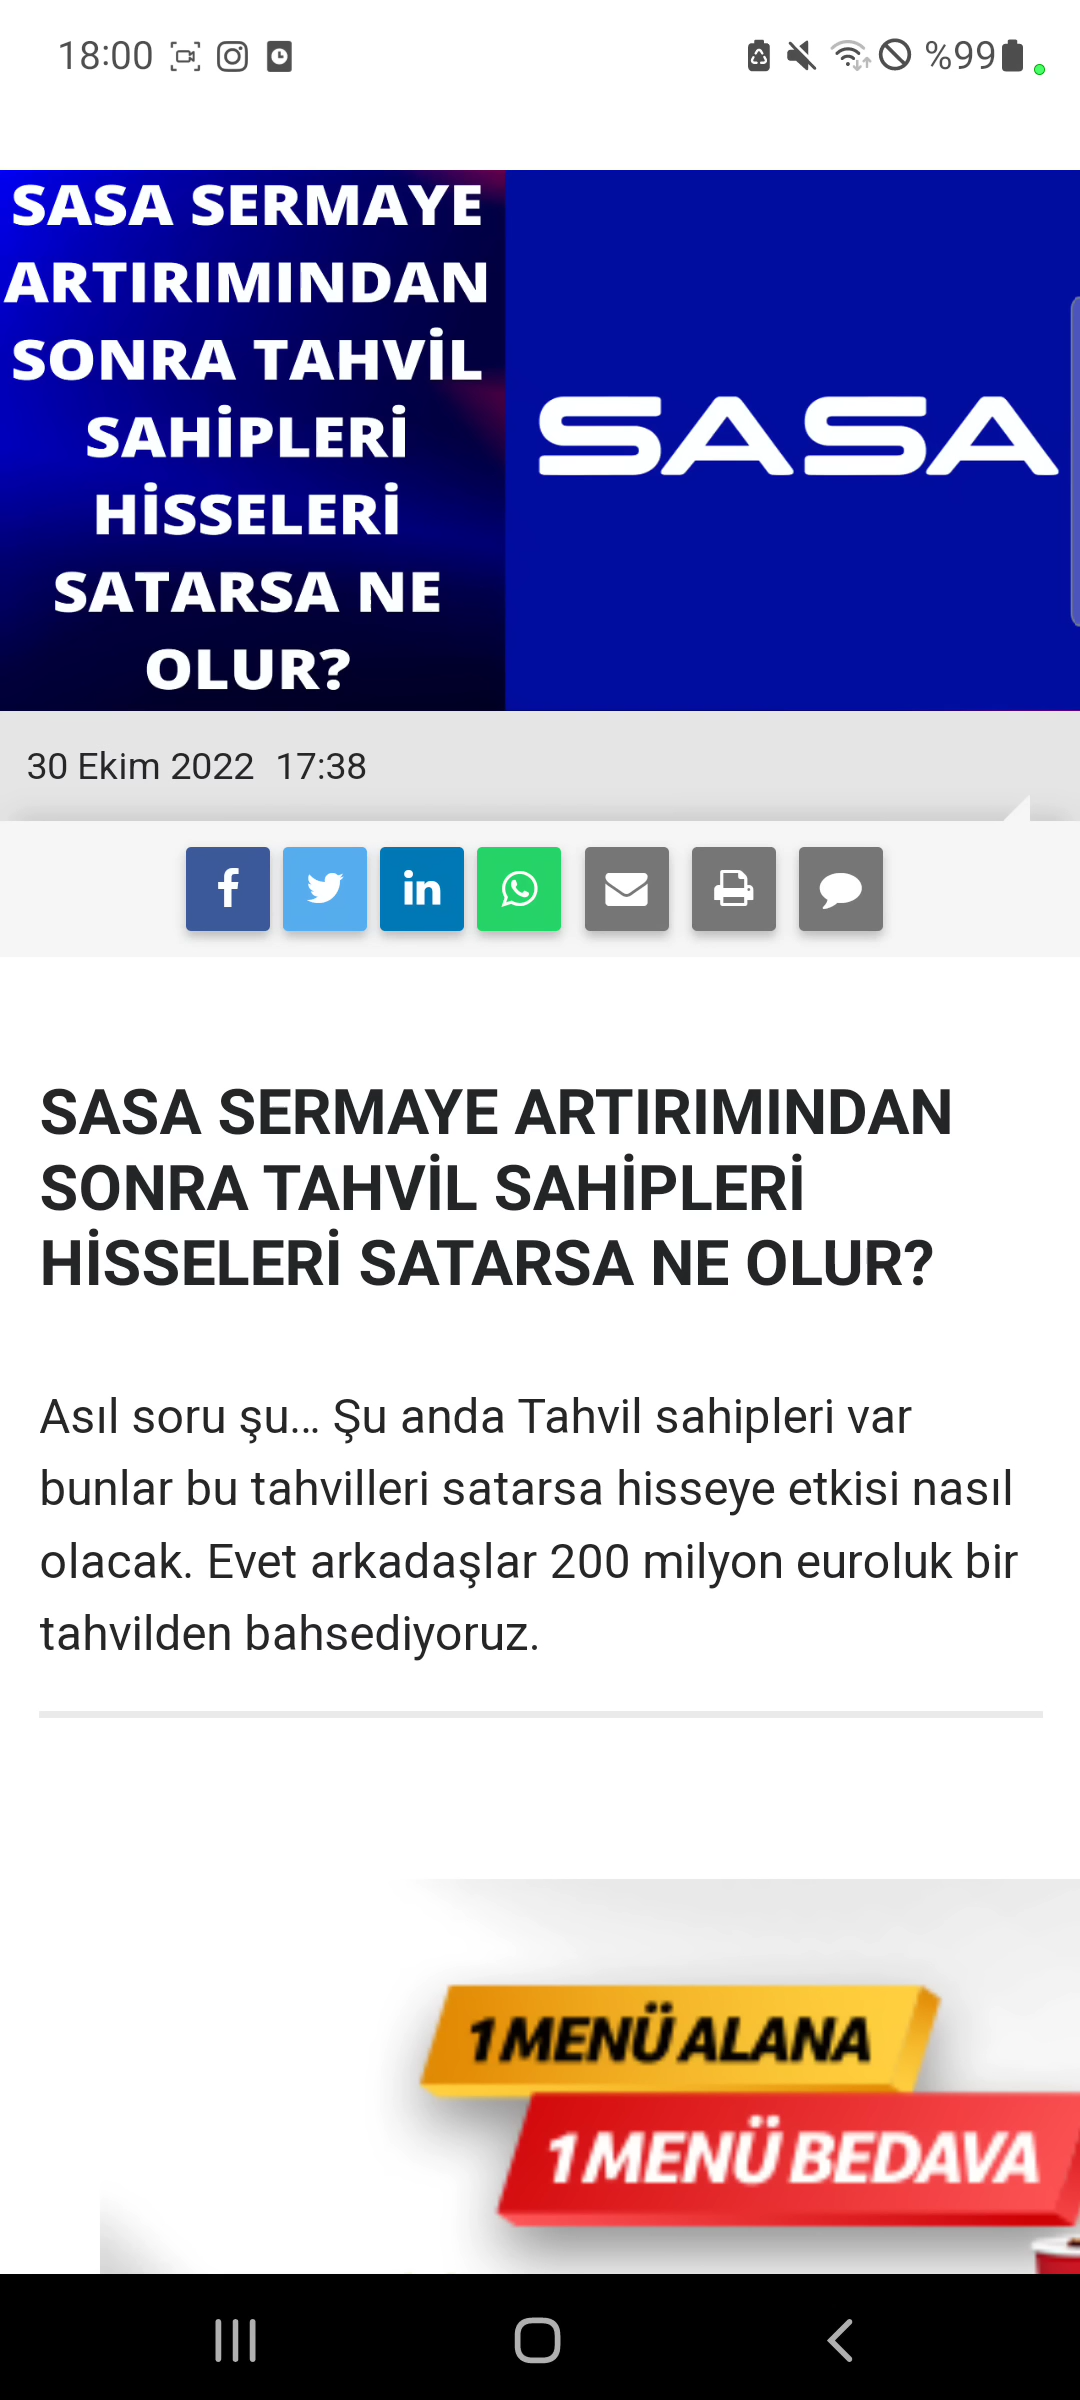 18:00
%99
SASA SERMAYE
ARTIRIMINDAN
SONRA TAHVİL
SAHİPLERİ
HİSSELERİ
SATARSA NE
OLUR?
SASA
30 Ekim 2022 17:38
SASA SERMAYE ARTIRIMINDAN
SONRA TAHVİL SAHİPLERİ
HİSSELERİ SATARSA NE OLUR?
Asıl soru şu... Şu anda Tahvil sahipleri var
bunlar bu tahvilleri satarsa hisseye etkisi nasıl
olacak. Evet arkadaşlar 200 milyon euroluk bir
tahvilden bahsediyoruz.
1 MENÜ ALANA
1 MENÜ BEDAVA